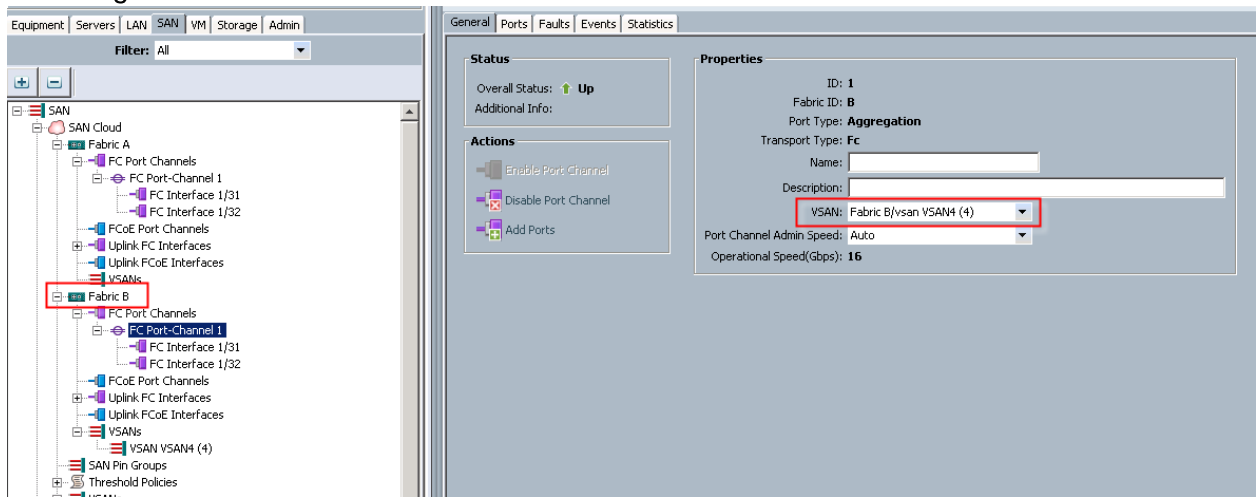 Equipment Servers LAN SAN VM Storage Admin
Filter: All
SAN
SAN Cloud
Fabric A
FC Port Channels
FC Port-Channel 1
FC Interface 1/31
FC Interface 1/32
FCoE Port Channels
Uplink FC Interfaces
Uplink FCoE Interfaces
VSANs
Fabric B
FC Port Channels
FC Port-Channel 1
FC Interface 1/31
FC Interface 1/32
FCoE Port Channels
Uplink FC Interfaces
Uplink FCoE Interfaces
VSANs
VSAN VSAN4 (4)
SAN Pin Groups
Threshold Policies
General Ports Faults Events Statistics
Status
Overall Status: Up
Additional Info:
Actions
Enable Port Channel
Disable Port Channel
Add Ports
Properties
ID: 1
Fabric ID: B
Port Type: Aggregation
Transport Type: Fc
Name:
Description:
VSAN: Fabric B/vsan VSAN4 (4)
Port Channel Admin Speed: Auto
Operational Speed(Gbps): 16